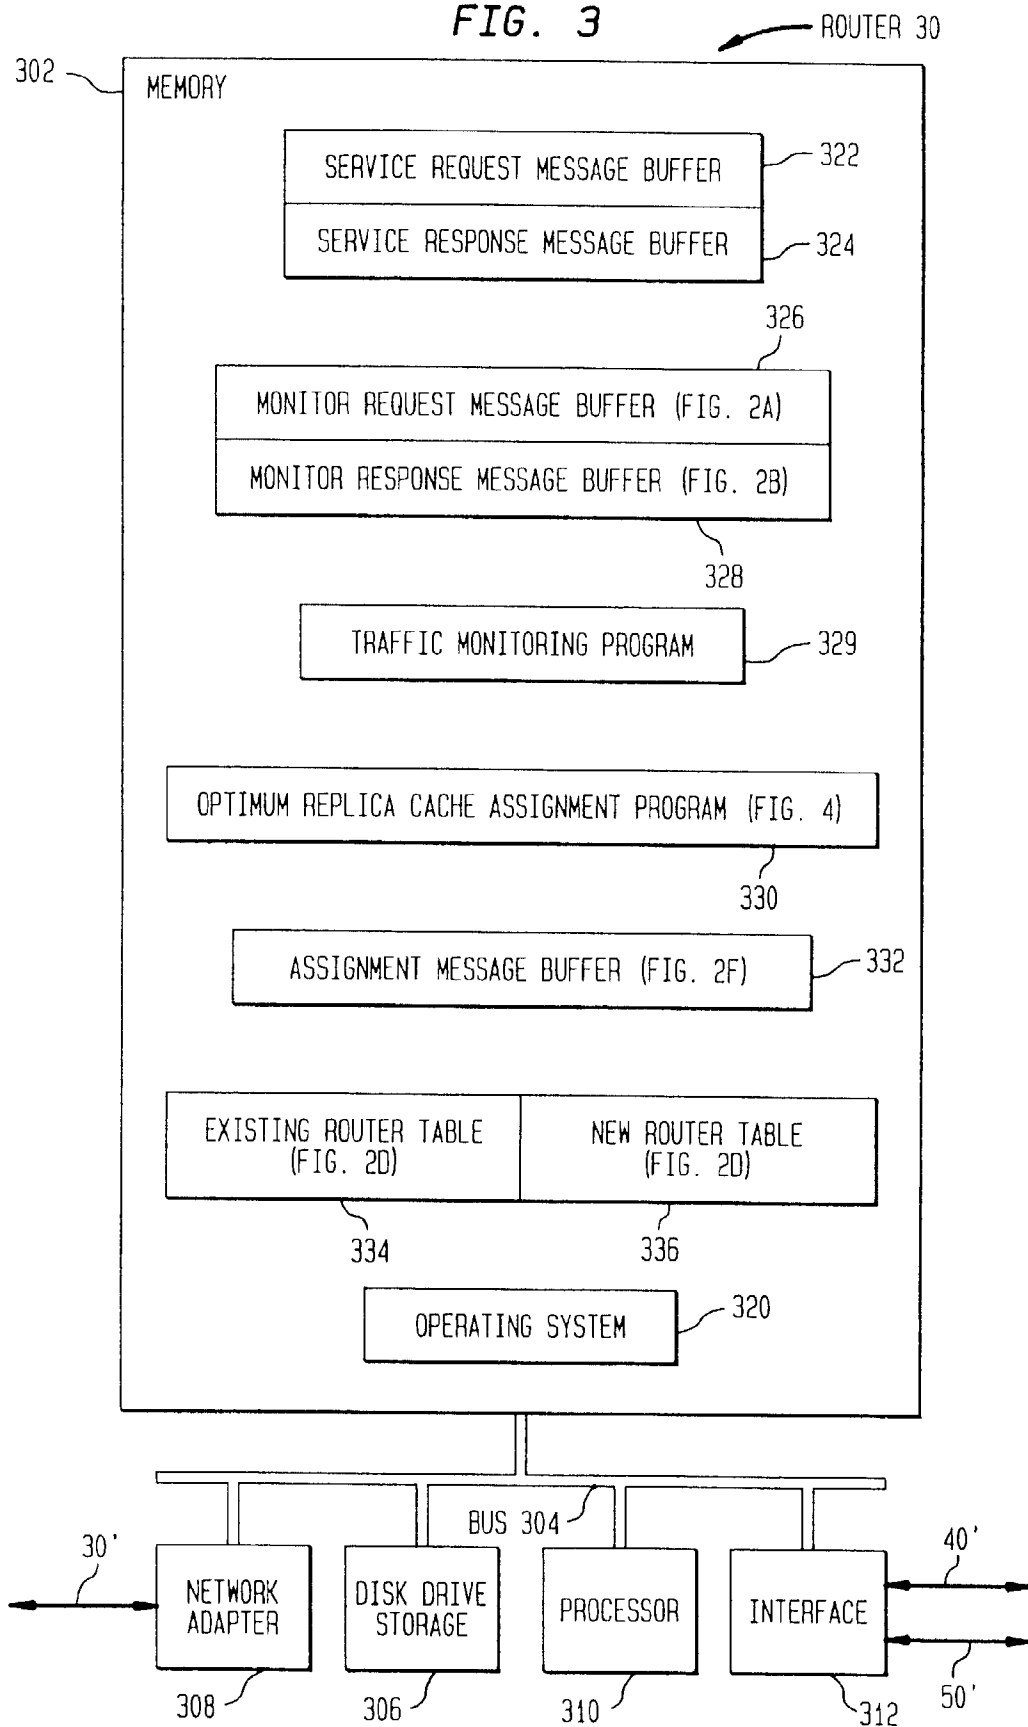 FIG. 3
ROUTER 30
302
MEMORY
SERVICE REQUEST MESSAGE BUFFER
322
SERVICE RESPONSE MESSAGE BUFFER
324
326
MONITOR REQUEST MESSAGE BUFFER (FIG. 2A)
MONITOR RESPONSE MESSAGE BUFFER (FIG. 2B)
328
TRAFFIC MONITORING PROGRAM
329
OPTIMUM REPLICA CACHE ASSIGNMENT PROGRAM (FIG. 4)
330
ASSIGNMENT MESSAGE BUFFER (FIG. 2F)
332
EXISTING ROUTER TABLE
(FIG. 2D)
NEW ROUTER TABLE
(FIG. 2D)
334
336
OPERATING SYSTEM
320
BUS 304
30'
NETWORK
ADAPTER
308
DISK DRIVE
STORAGE
306
PROCESSOR
310
INTERFACE
312
40'
50'